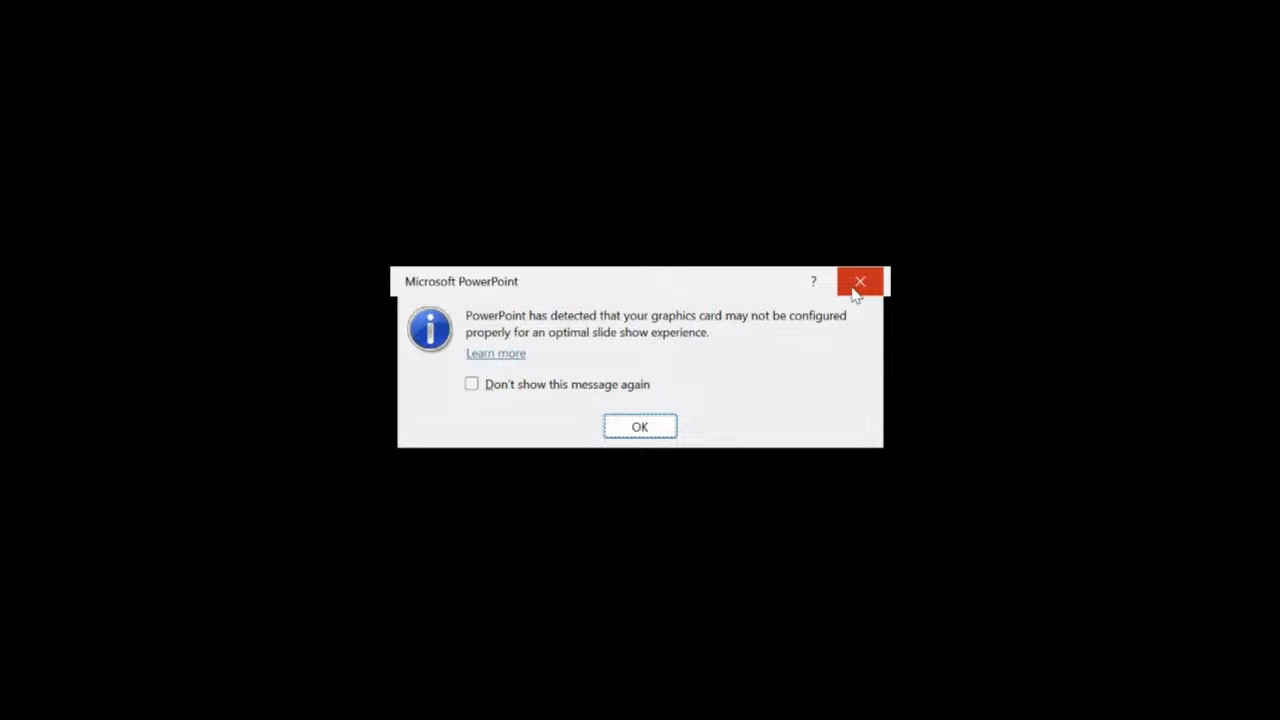 Microsoft PowerPoint
?
PowerPoint has detected that your graphics card may not be configured
properly for an optimal slide show experience.
Learn more
Don't show this message again
OK